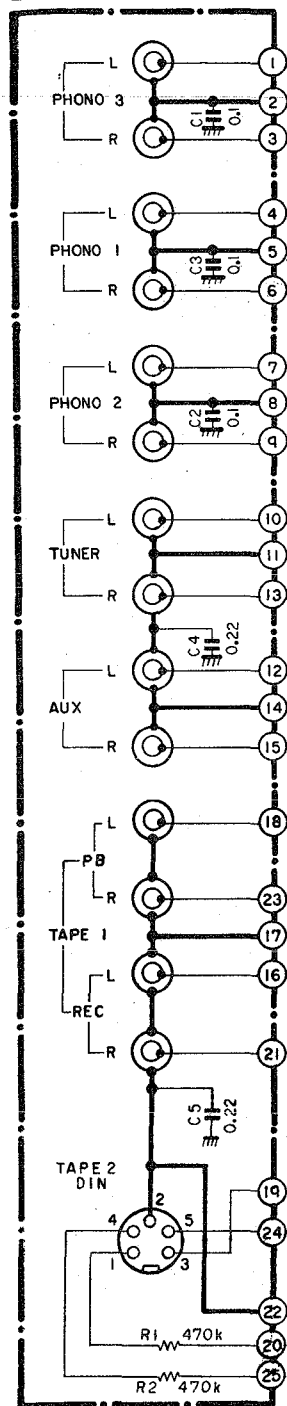 L
1
PHONO 3
2
C1
0.1
R
3
L
4
PHONO 1
5
C3
0.1
R
6
L
7
PHONO 2
8
C2
0.1
R
9
L
10
TUNER
11
R
13
C4
0.22
L
12
AUX
14
R
15
L
18
PB
R
23
TAPE 1
17
L
16
REC
R
21
C5
0.22
TAPE 2
DIN
19
2
4
5
24
1
3
22
R1
470k
20
R2
470k
25